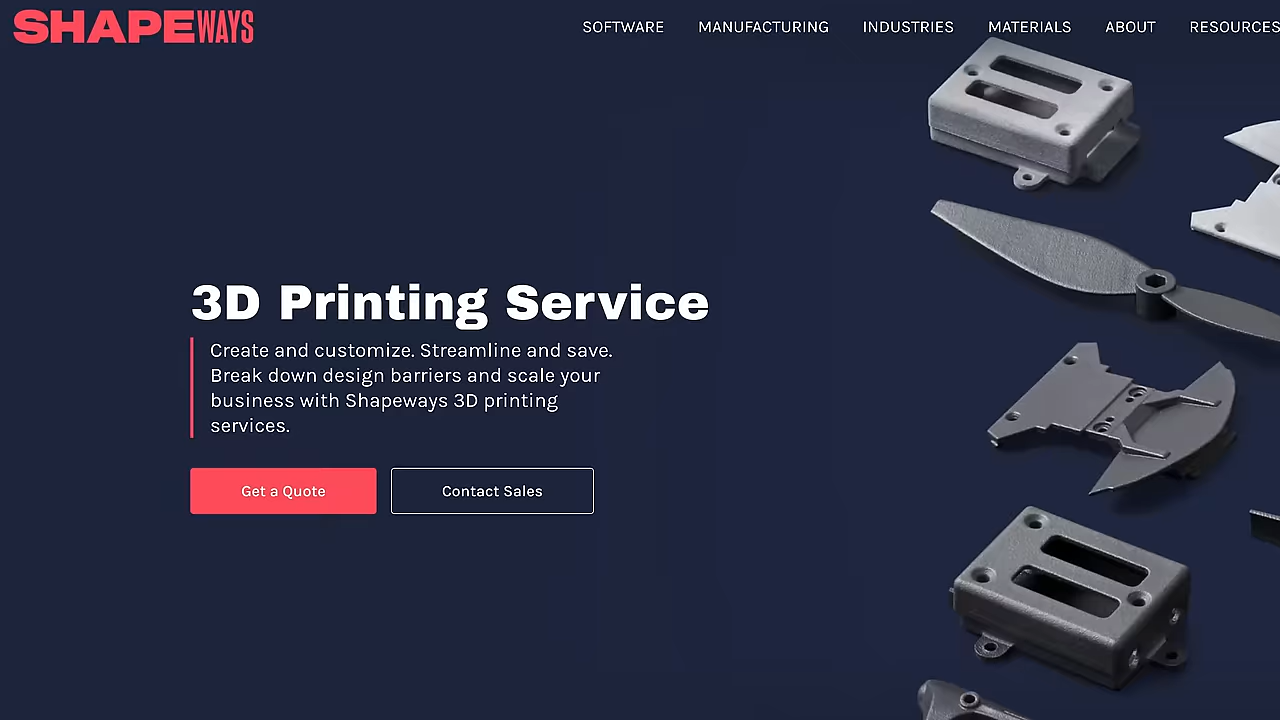 SHAPEWAYS
SOFTWARE MANUFACTURING INDUSTRIES MATERIALS ABOUT RESOURCES
3D Printing Service
Create and customize. Streamline and save.
Break down design barriers and scale your
business with Shapeways 3D printing
services.
Get a Quote Contact Sales